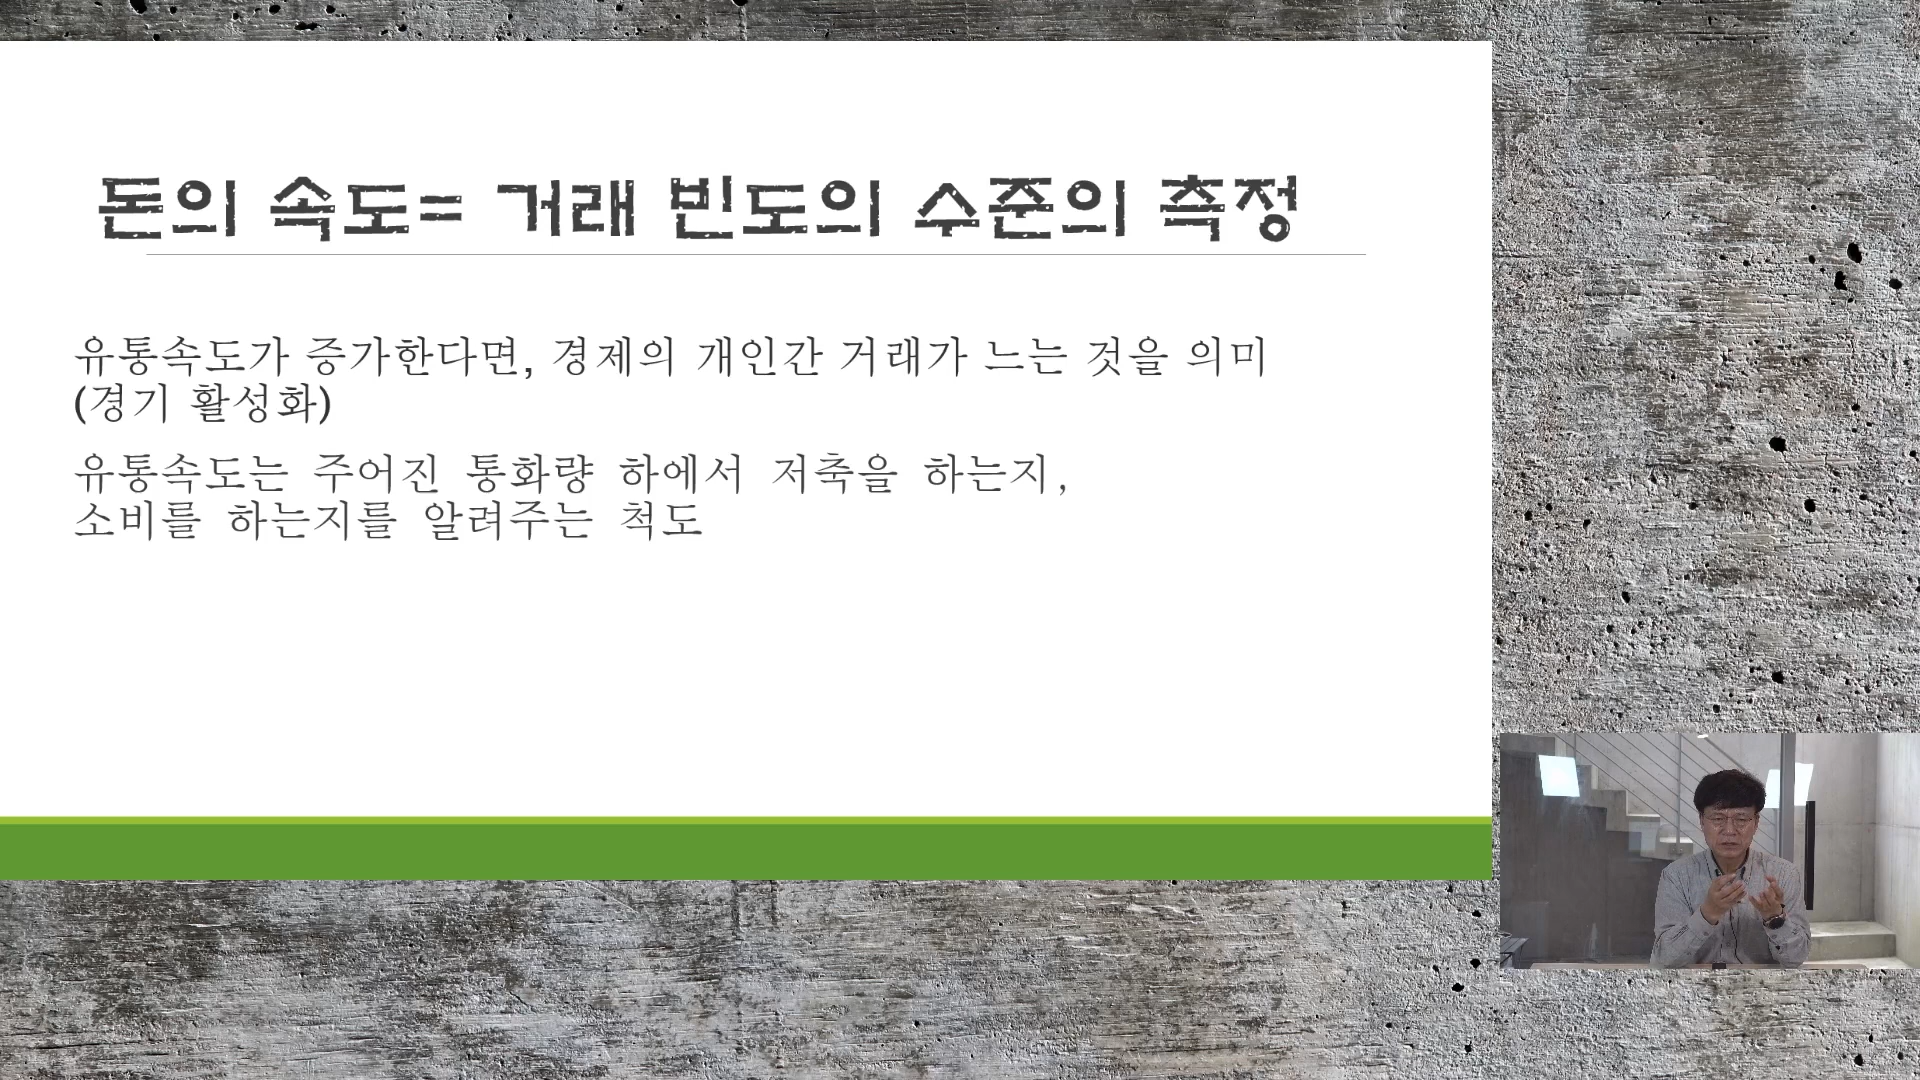 돈의 속도= 거래 빈도의 수준의 측정
유통속도가 증가한다면, 경제의 개인간 거래가 느는 것을 의미
(경기 활성화)
유통속도는 주어진 통화량 하에서 저축을 하는지,
소비를 하는지를 알려주는 척도